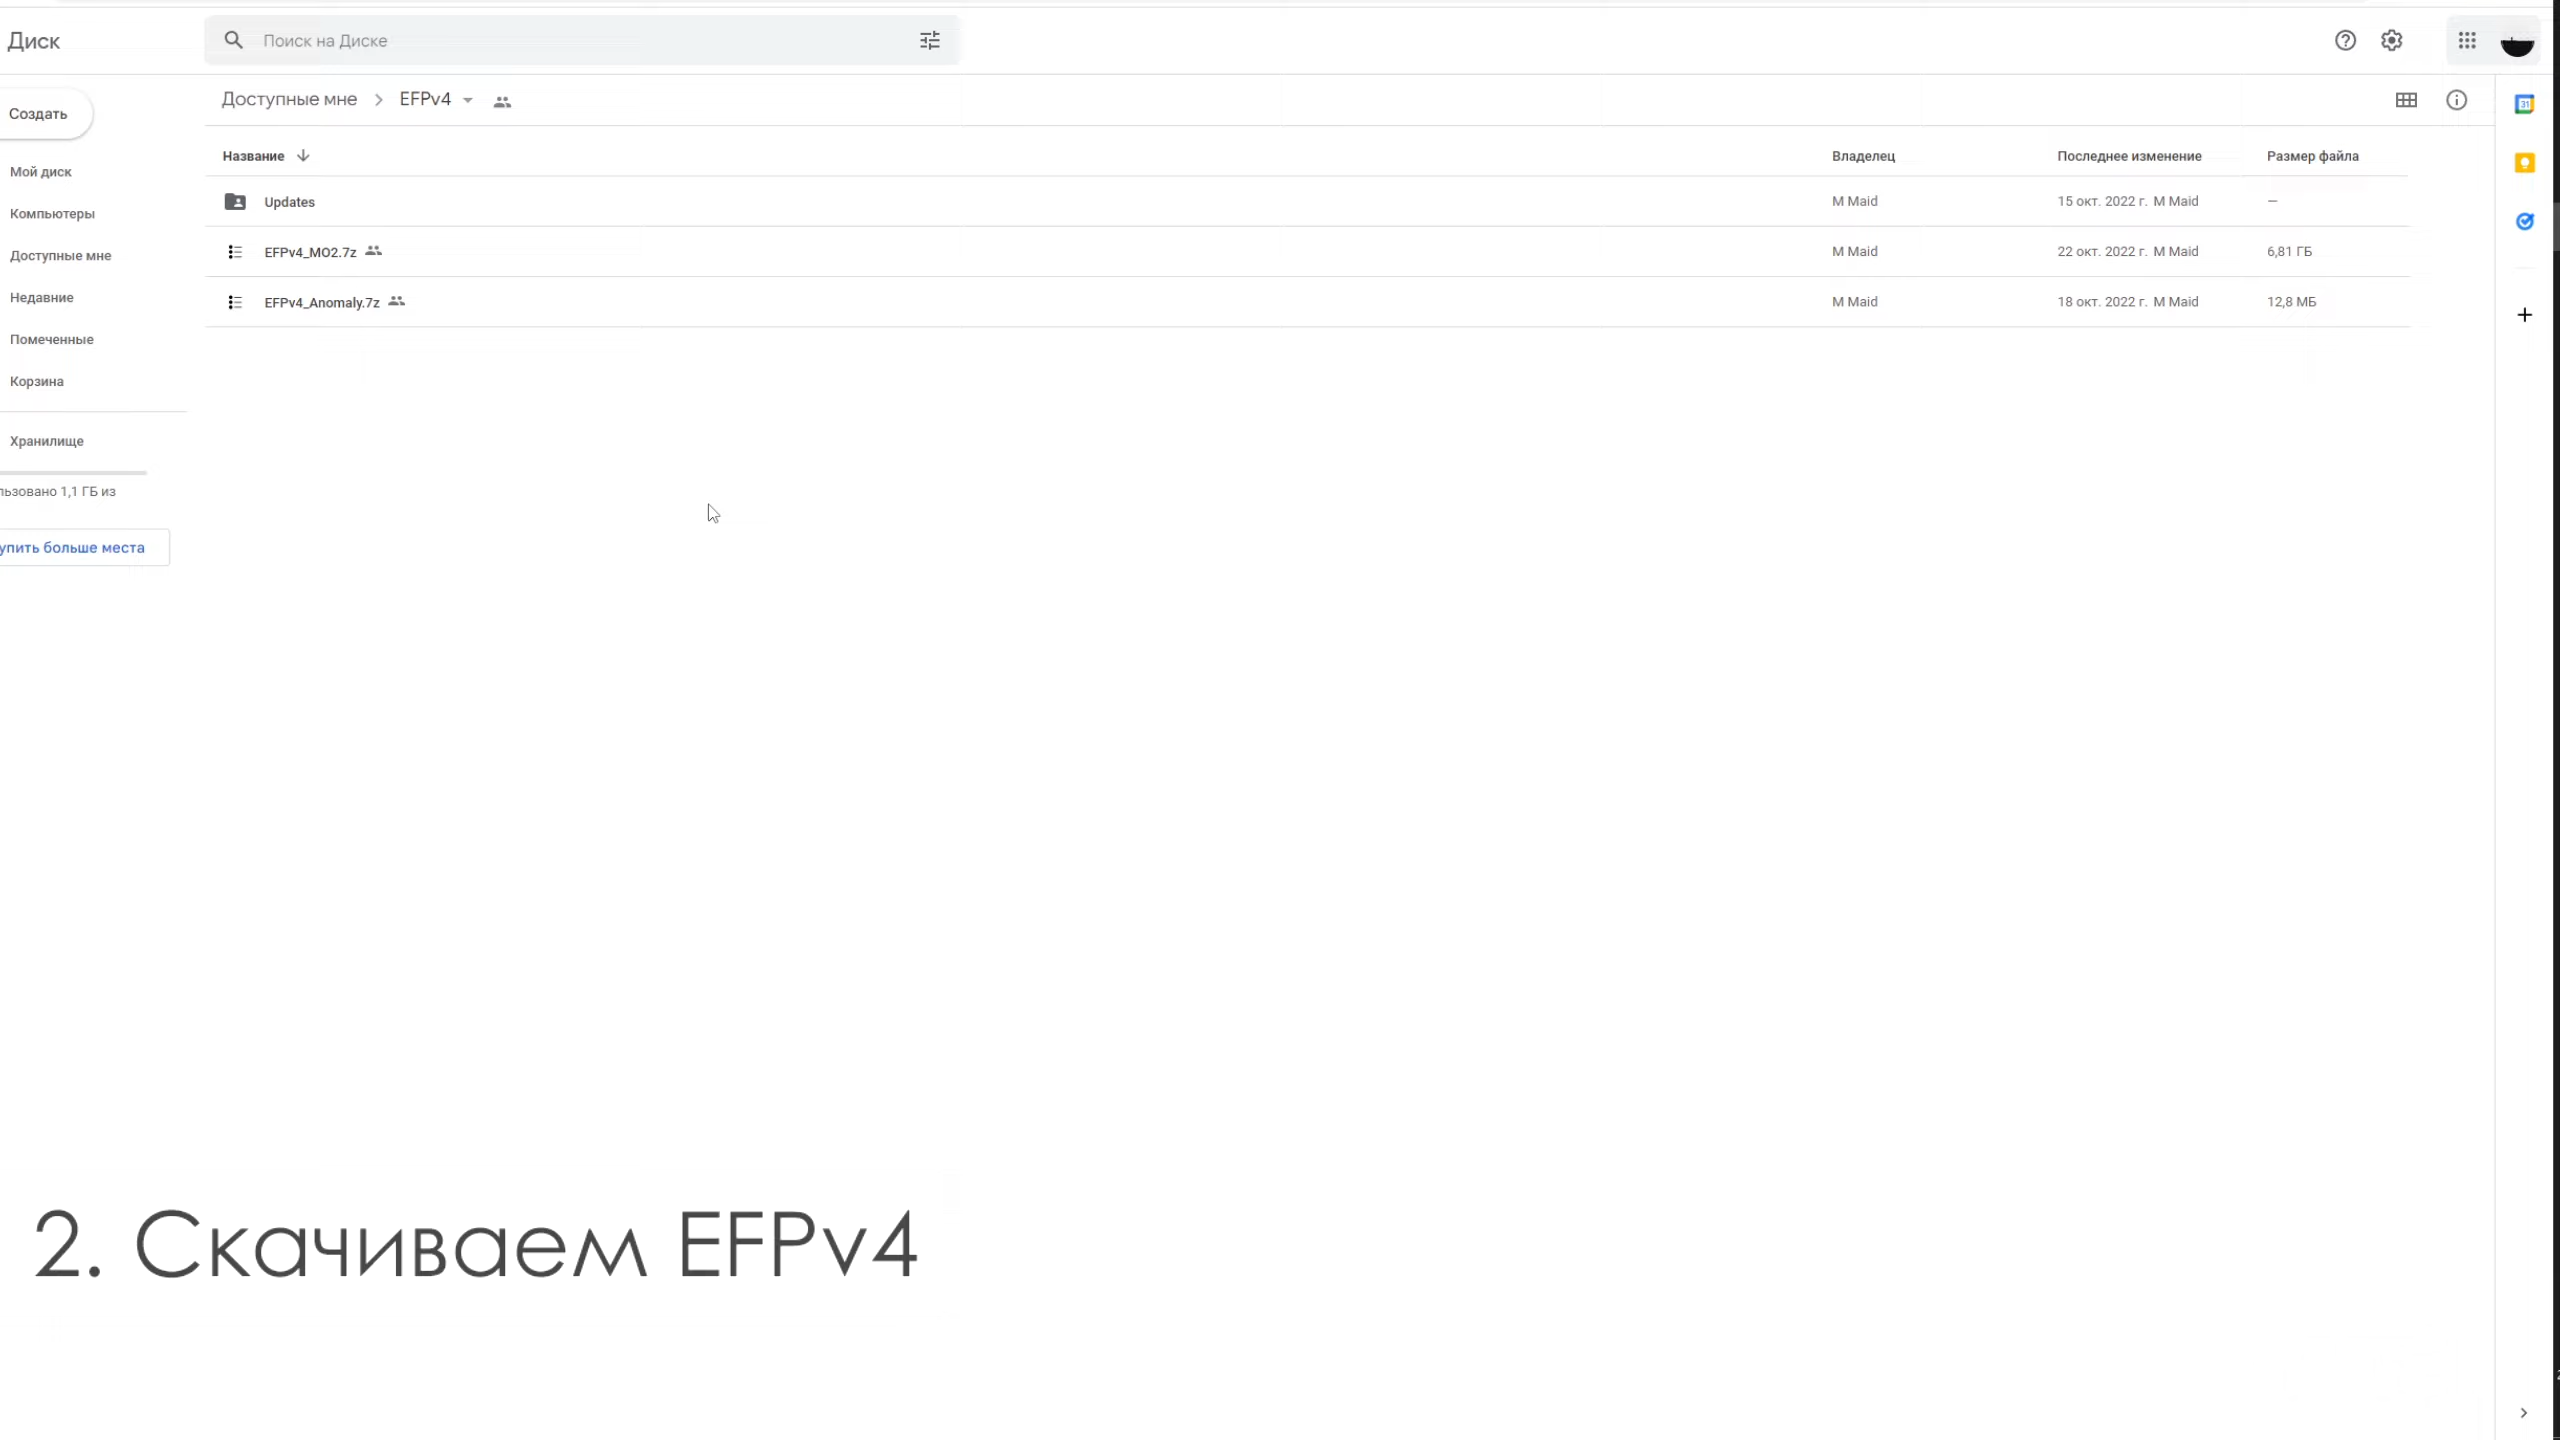 Диск
Поиск на Диске
Создать
Доступные мне
EFPv4
Название
Владелец
Последнее изменение
Размер файла
Updates
M Maid
15 окт. 2022 г. M Maid
—
EFPv4_MO2.7z
M Maid
22 окт. 2022 г. M Maid
6,81 ГБ
EFPv4_Anomaly.7z
M Maid
18 окт. 2022 г. M Maid
12,8 МБ
Мой диск
Компьютеры
Доступные мне
Недавние
Помеченные
Корзина
Хранилище
льзовано 1,1 ГБ из
упить больше места
31
2. Скачиваем EFPv4